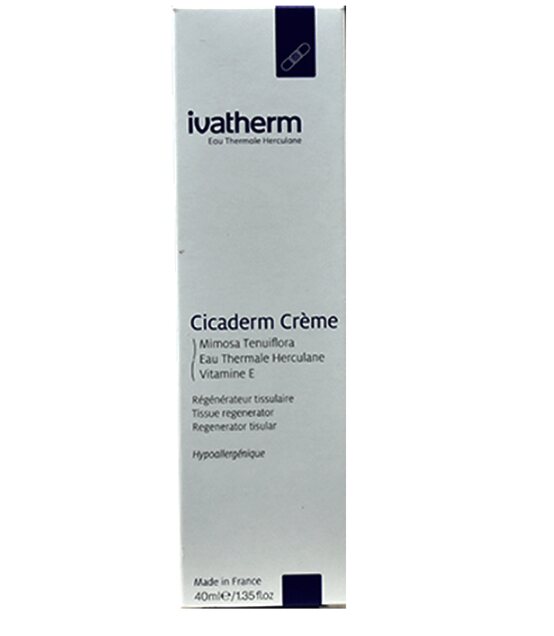 ivatherm
Eau Thermale Herculane
Cicaderm Crème
Mimosa Tenuiflora
Eau Thermale Herculane
Vitamine E
Régénérateur tissulaire
Tissue regenerator
Regenerator tisular
Hypoallergénique
Made in France
40ml℮/1.35fl.oz